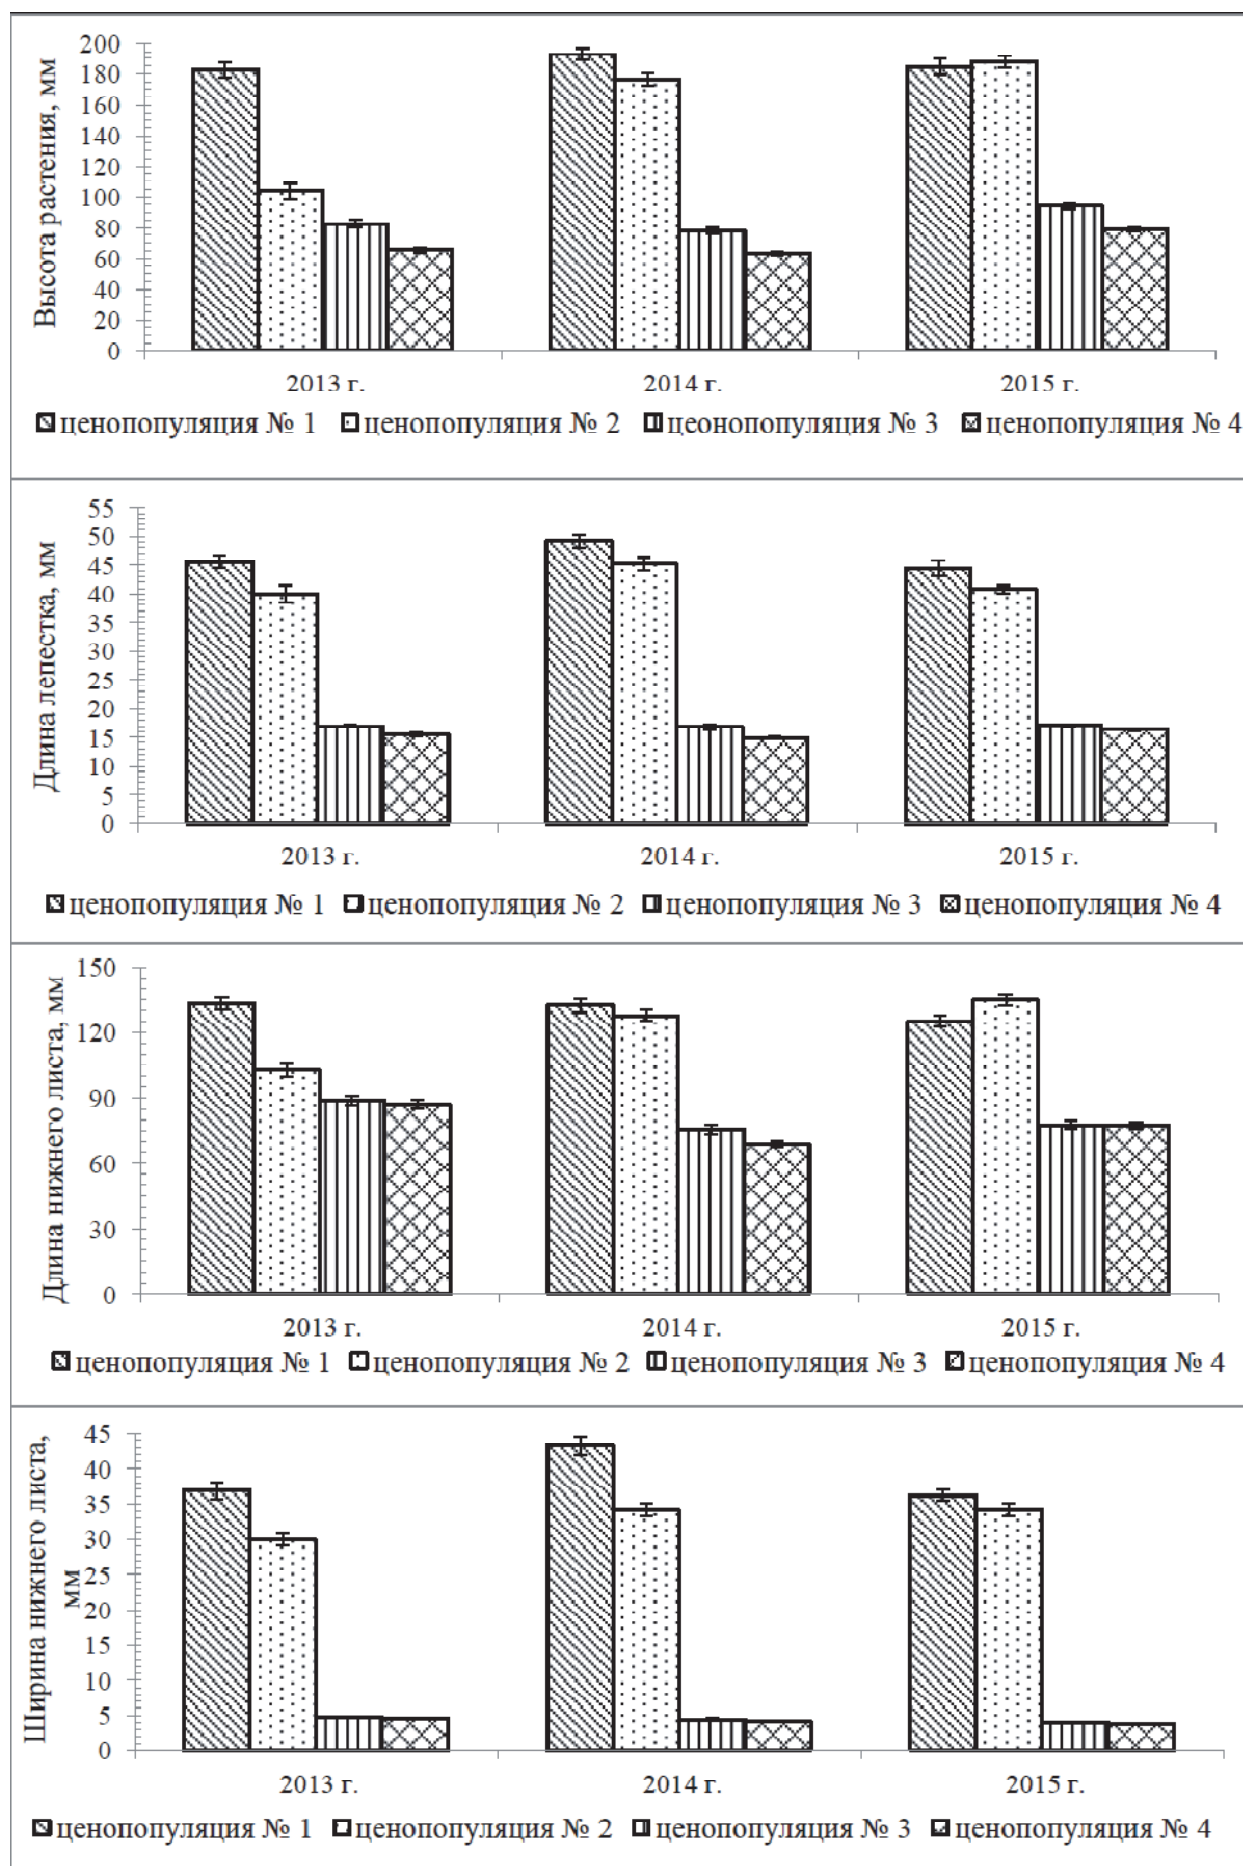 Высота растения, мм
200
180
160
140
120
100
80
60
40
20
0
2013 г.
2014 г.
2015 г.
ценопопуляция № 1
ценопопуляция № 2
цеонопопуляция № 3
ценопопуляция № 4
Длина лепестка, мм
55
50
45
40
35
30
25
20
15
10
5
0
2013 г.
2014 г.
2015 г.
ценопопуляция № 1
ценопопуляция № 2
ценопопуляция № 3
ценопопуляция № 4
Длина нижнего листа, мм
150
120
90
60
30
0
2013 г.
2014 г.
2015 г.
ценопопуляция № 1
ценопопуляция № 2
ценопопуляция № 3
ценопопуляция № 4
Ширина нижнего листа,
мм
45
40
35
30
25
20
15
10
5
0
2013 г.
2014 г.
2015 г.
ценопопуляция № 1
ценопопуляция № 2
ценопопуляция № 3
ценопопуляция № 4